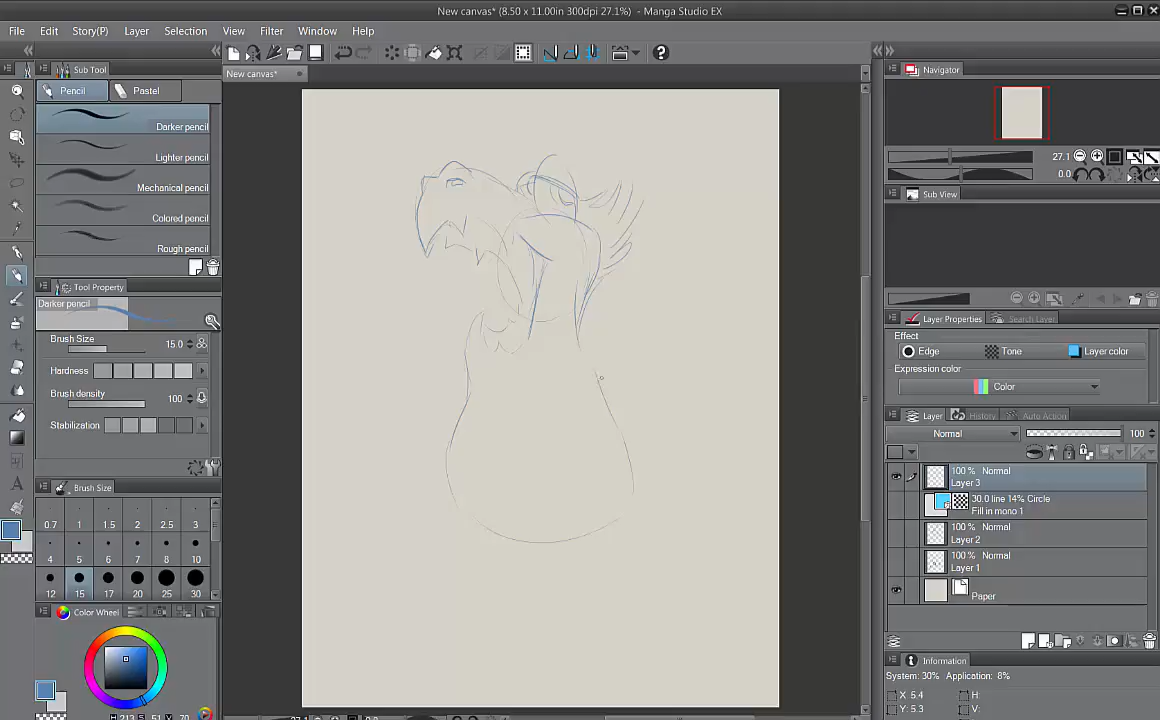 New canvas* (8.50 x 11.00in 300dpi 27.1%) - Manga Studio EX
File Edit Story(P) Layer Selection View Filter Window Help
Sub Tool
New canvas*
Navigator
Pencil Pastel
Darker pencil
Lighter pencil
Mechanical pencil
Colored pencil
Rough pencil
27.1
0.0
Sub View
Tool Property
Darker pencil
Brush Size 15.0
Hardness
Brush density 100
Stabilization
Layer Properties Search Layer
Effect
Edge Tone Layer color
Expression color
Color
Layer History Auto Action
Normal 100
100 % Normal
Layer 3
30.0 line 14% Circle
Fill in mono 1
100 % Normal
Layer 2
100 % Normal
Layer 1
Paper
Brush Size
0.7 1 1.5 2 2.5 3
4 5 6 7 8 10
12 15 17 20 25 30
Color Wheel
Information
System: 30% Application: 8%
X 5.4 H:
Y: 5.3 V: